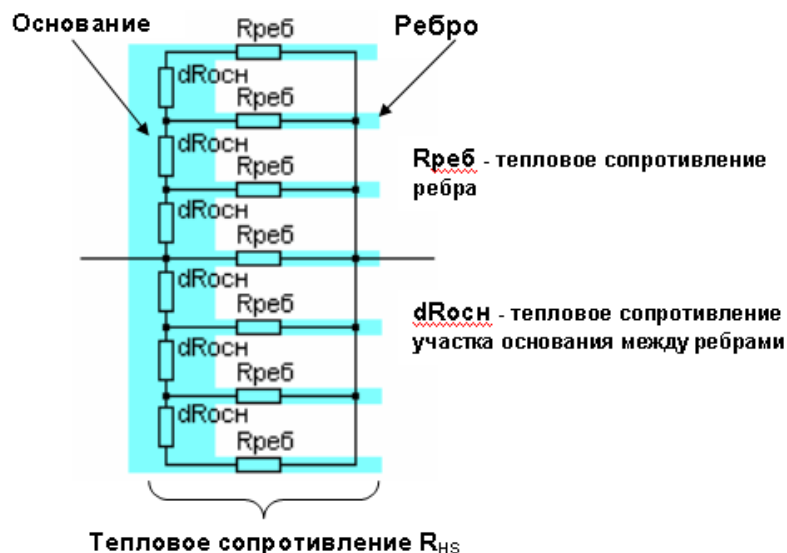 Основание
Rреб
Ребро
dRосн
Rреб
dRосн
Rреб
Rреб - тепловое сопротивление
ребра
dRосн
Rреб
dRосн
Rреб
dRосн - тепловое сопротивление
участка основания между ребрами
dRосн
Rреб
dRосн
Rреб
Тепловое сопротивление RHS